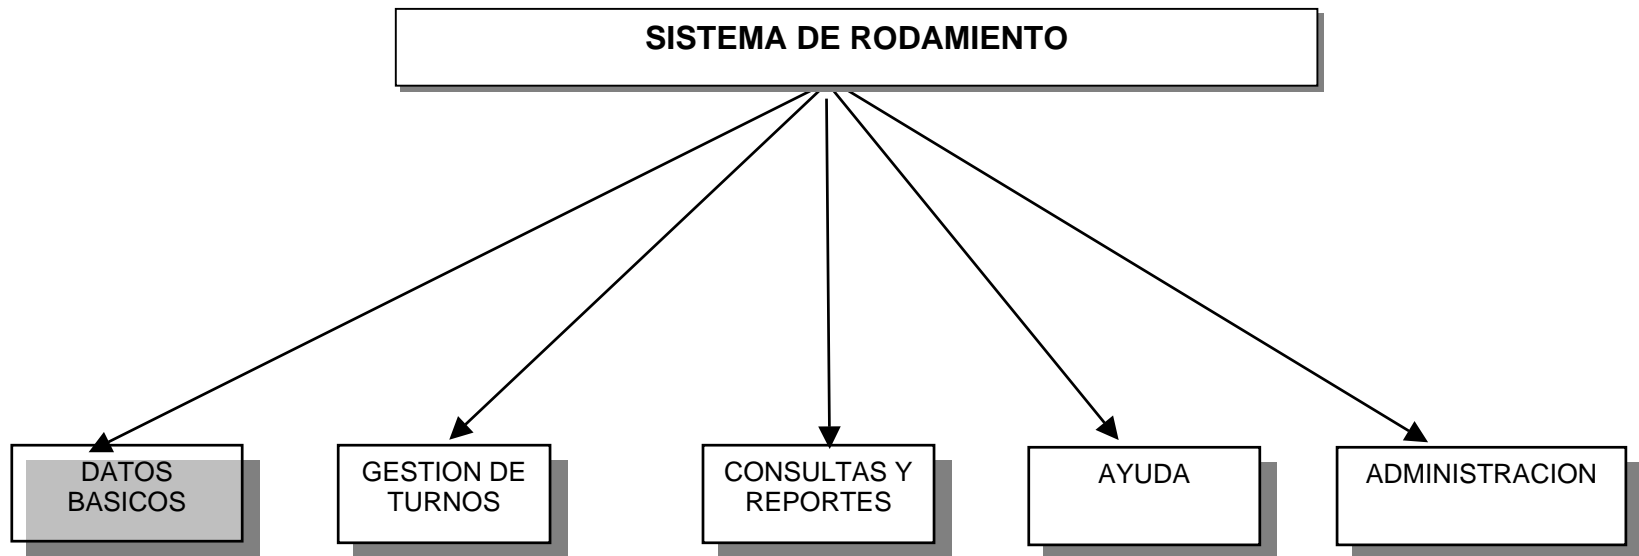 SISTEMA DE RODAMIENTO
DATOS
BASICOS
GESTION DE
TURNOS
CONSULTAS Y
REPORTES
AYUDA
ADMINISTRACION